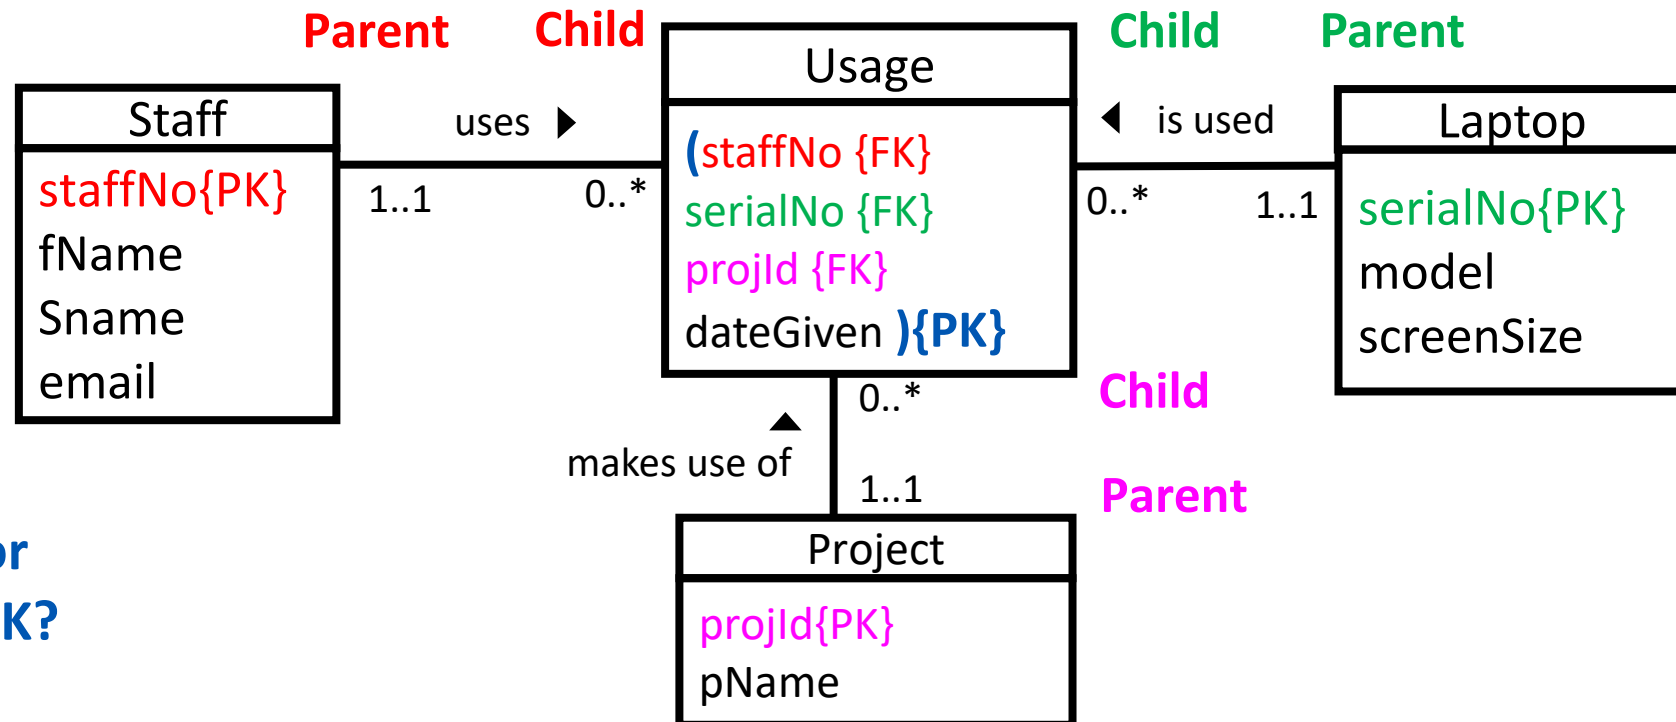 Parent Child
Child Parent
Usage
Staff
uses
is used
Laptop
(staffNo {FK}
serialNo {FK}
projId {FK}
dateGiven ){PK}
staffNo{PK}
fName
Sname
email
1..1
0..*
0..*
1..1
serialNo{PK}
model
screenSize
0..*
Child
makes use of
1..1
Parent
Project
projId{PK}
pName
or
K?